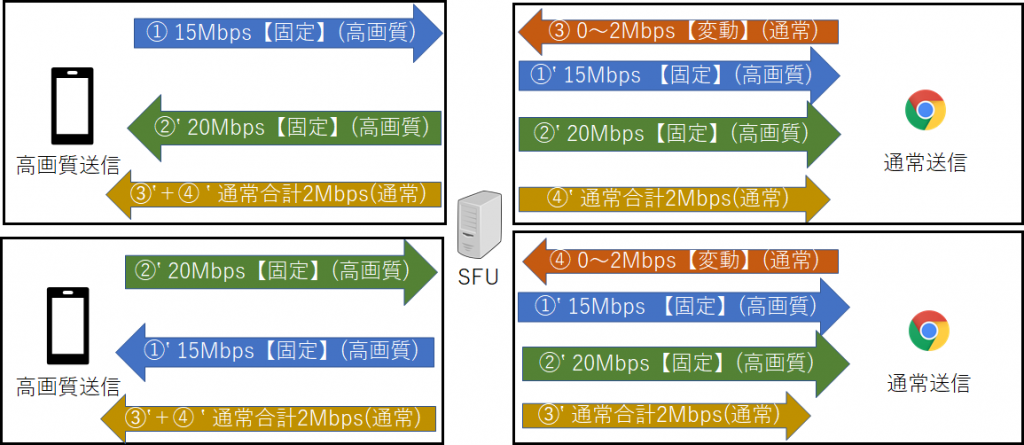 ① 15Mbps【固定】(高画質)
②‛ 20Mbps【固定】(高画質)
高画質送信
③‛+④ ‛ 通常合計2Mbps(通常)
③ 0～2Mbps【変動】(通常)
①‛ 15Mbps 【固定】(高画質)
②‛ 20Mbps【固定】(高画質)
通常送信
④‛ 通常合計2Mbps(通常)
SFU
②‛ 20Mbps【固定】(高画質)
①‛ 15Mbps【固定】(高画質)
高画質送信
③‛+④ ‛ 通常合計2Mbps(通常)
④ 0～2Mbps【変動】(通常)
①‛ 15Mbps 【固定】(高画質)
②‛ 20Mbps【固定】(高画質)
通常送信
③‛ 通常合計2Mbps(通常)